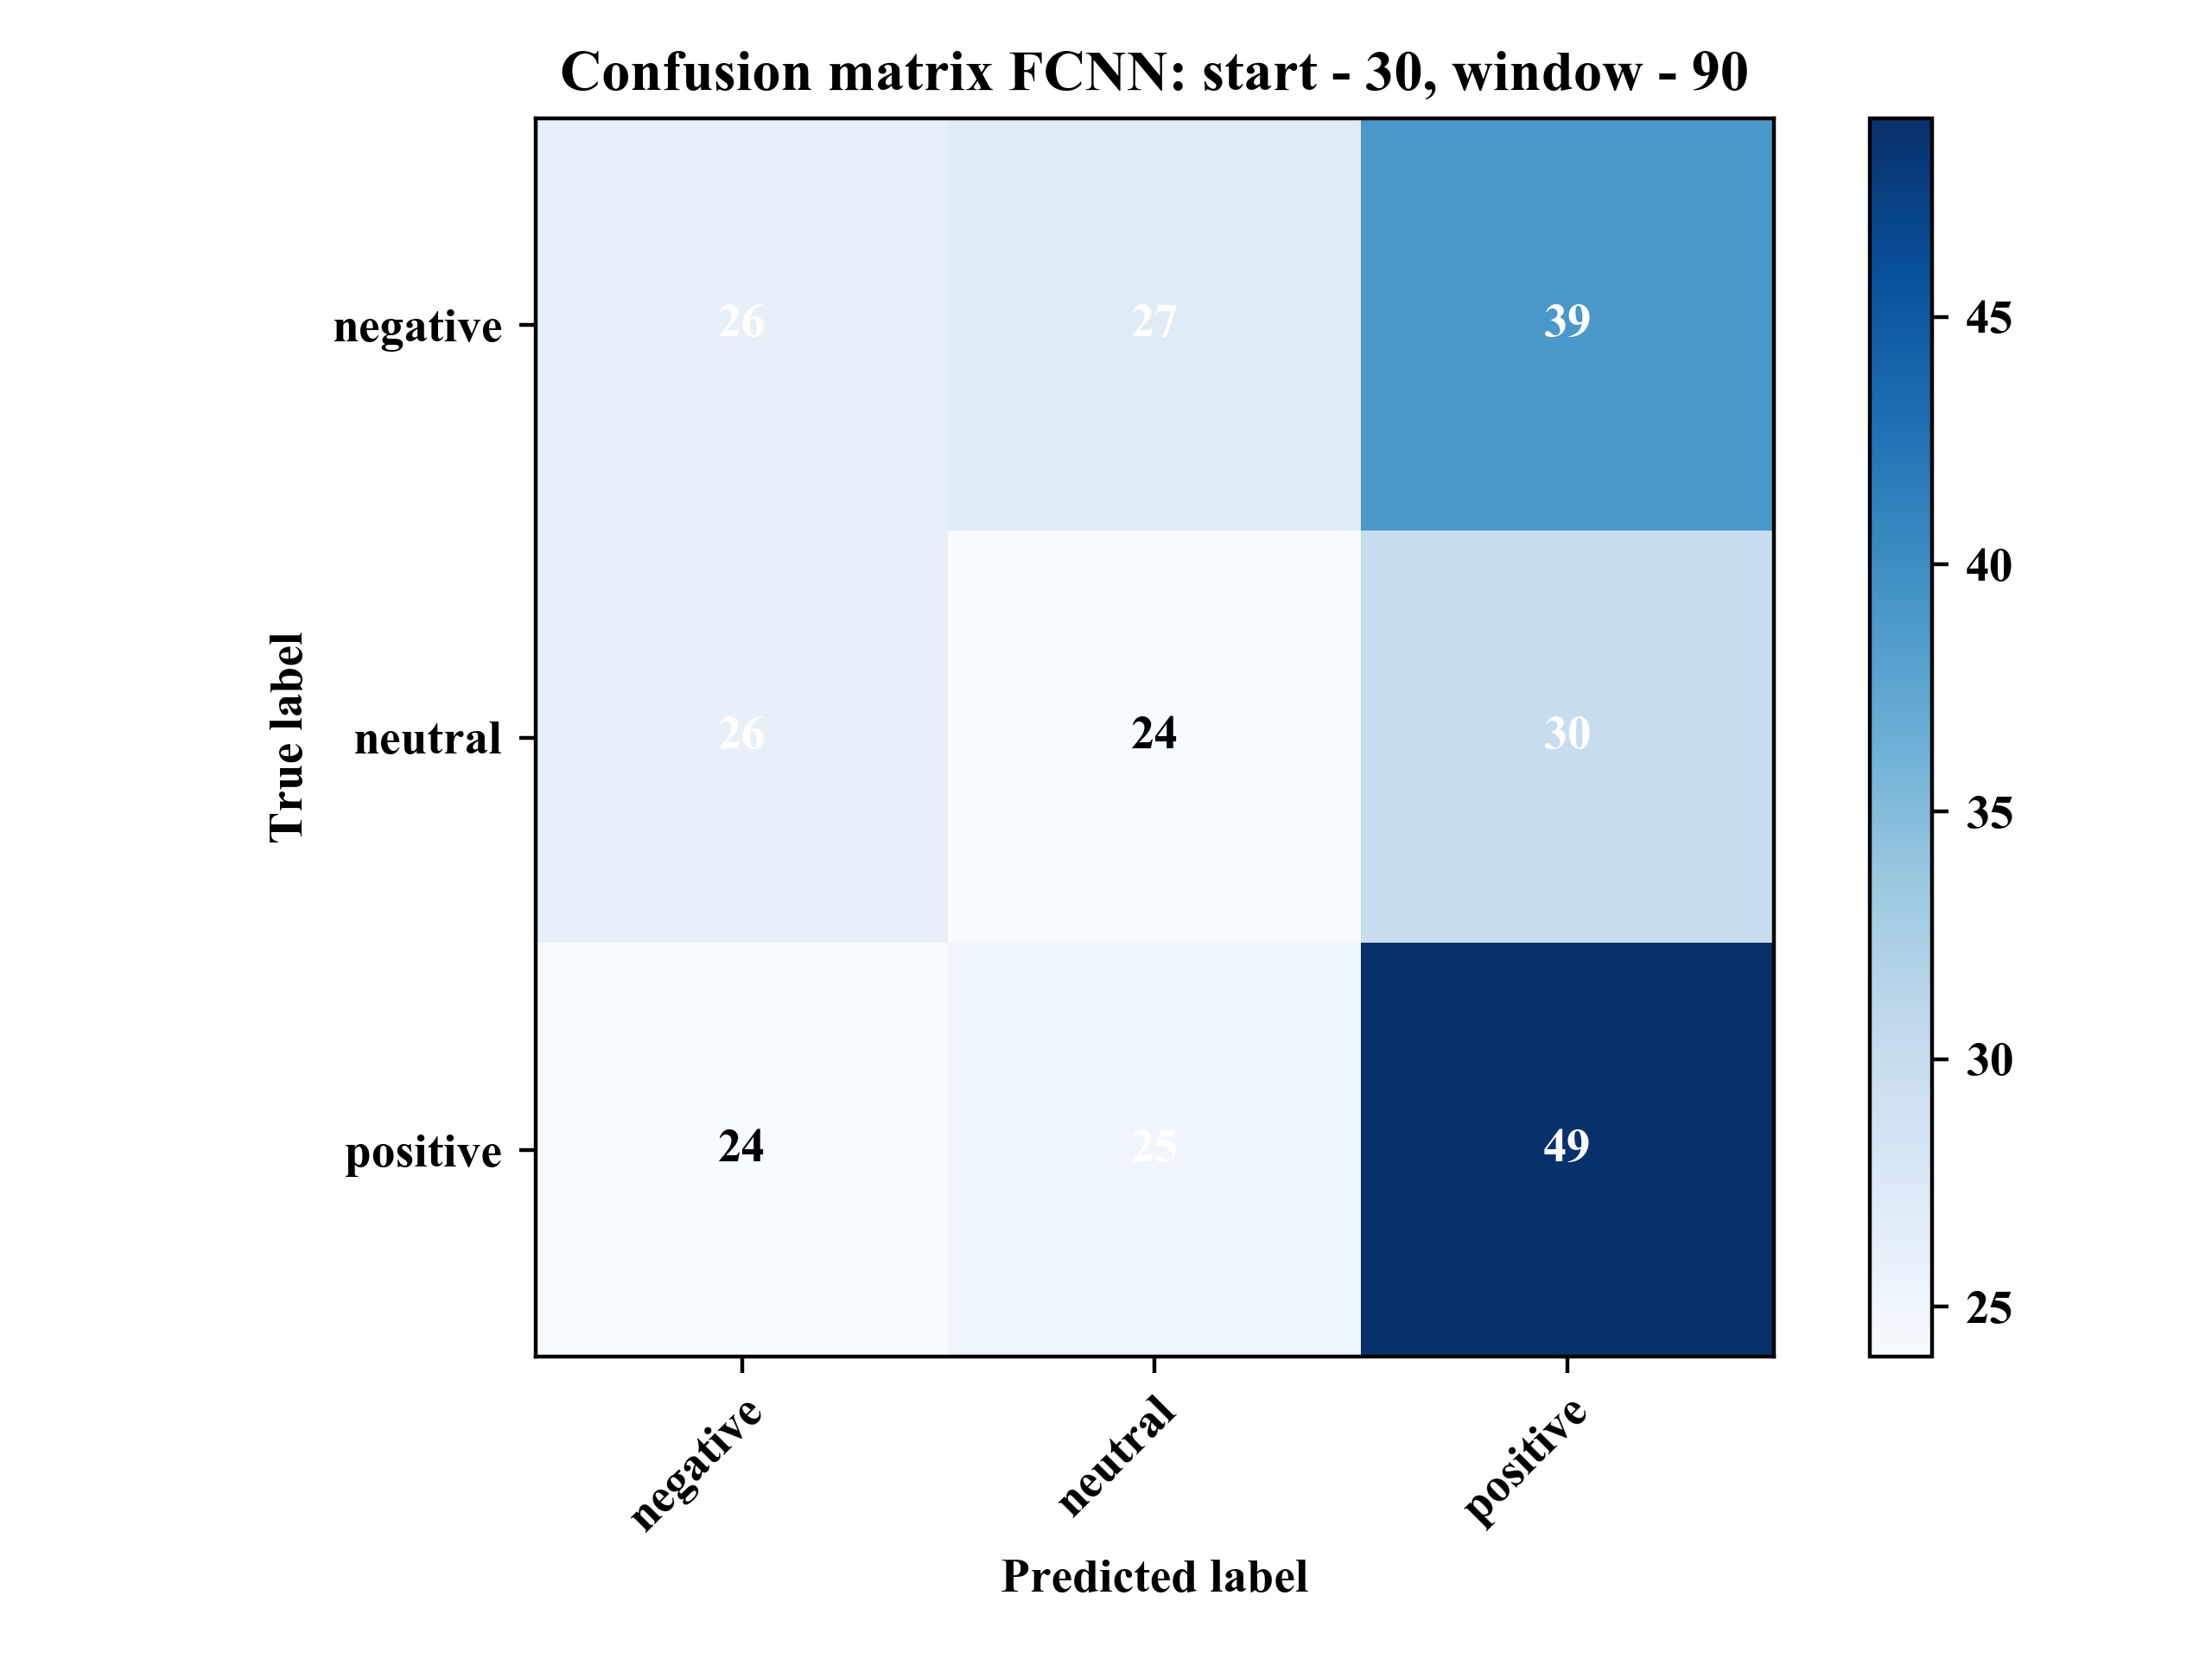 Confusion matrix FCNN: start - 30, window - 90
True label
negative
26 27 39
neutral
26 24 30
positive
24 25 49
negative neutral positive
Predicted label
45
40
35
30
25